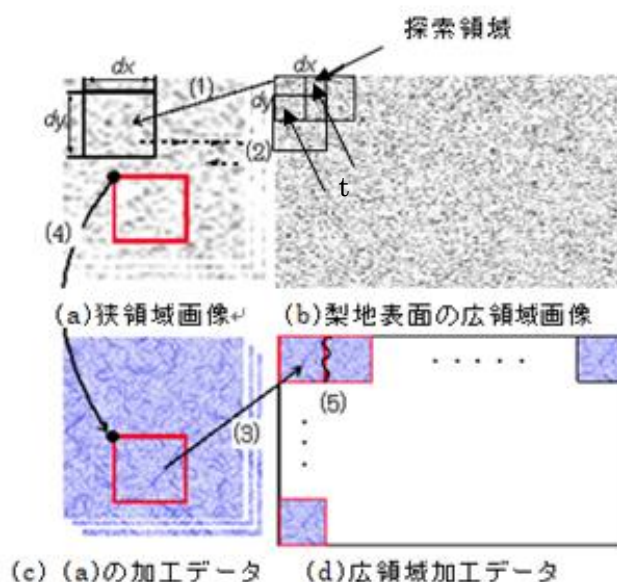 探索領域
dx
dx
(1)
dy
dy
(2)
t
(4)
(a)狭領域画像↵
(b)梨地表面の広領域画像
. . . . .
(5)
(3)
(c) (a)の加工データ
(d)広領域加工データ